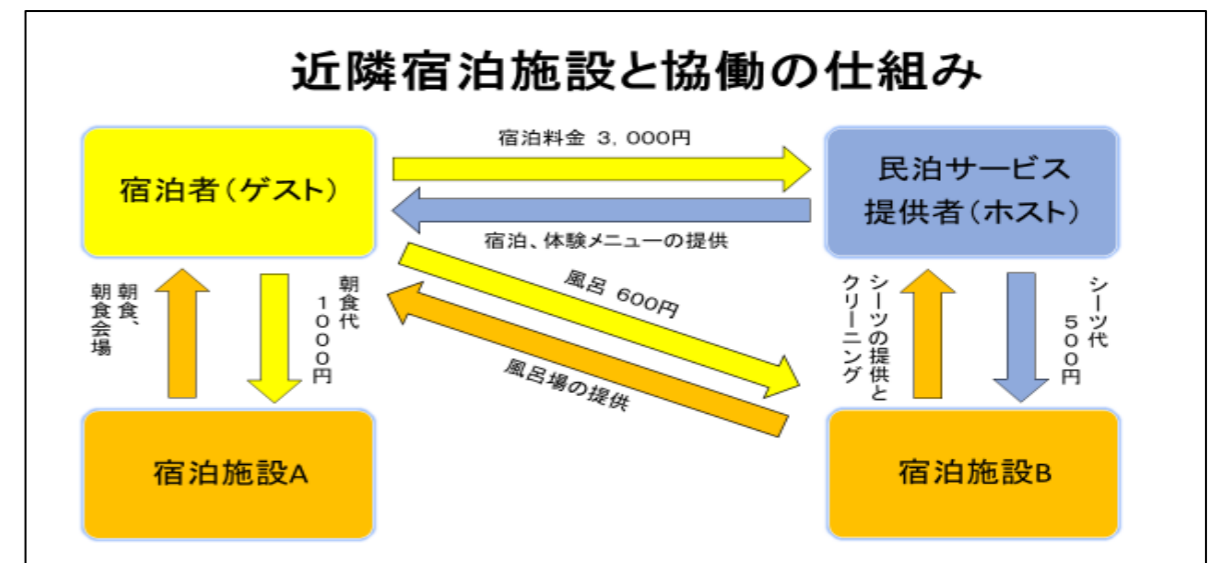 近隣宿泊施設と協働の仕組み
宿泊料金 3,000円
宿泊者(ゲスト)
民泊サービス
提供者(ホスト)
宿泊、体験メニューの提供
風呂 600円
風呂場の提供
朝食、
朝食会場
朝食代
1000円
シーツの提供と
クリーニング
シーツ代
500円
宿泊施設A
宿泊施設B